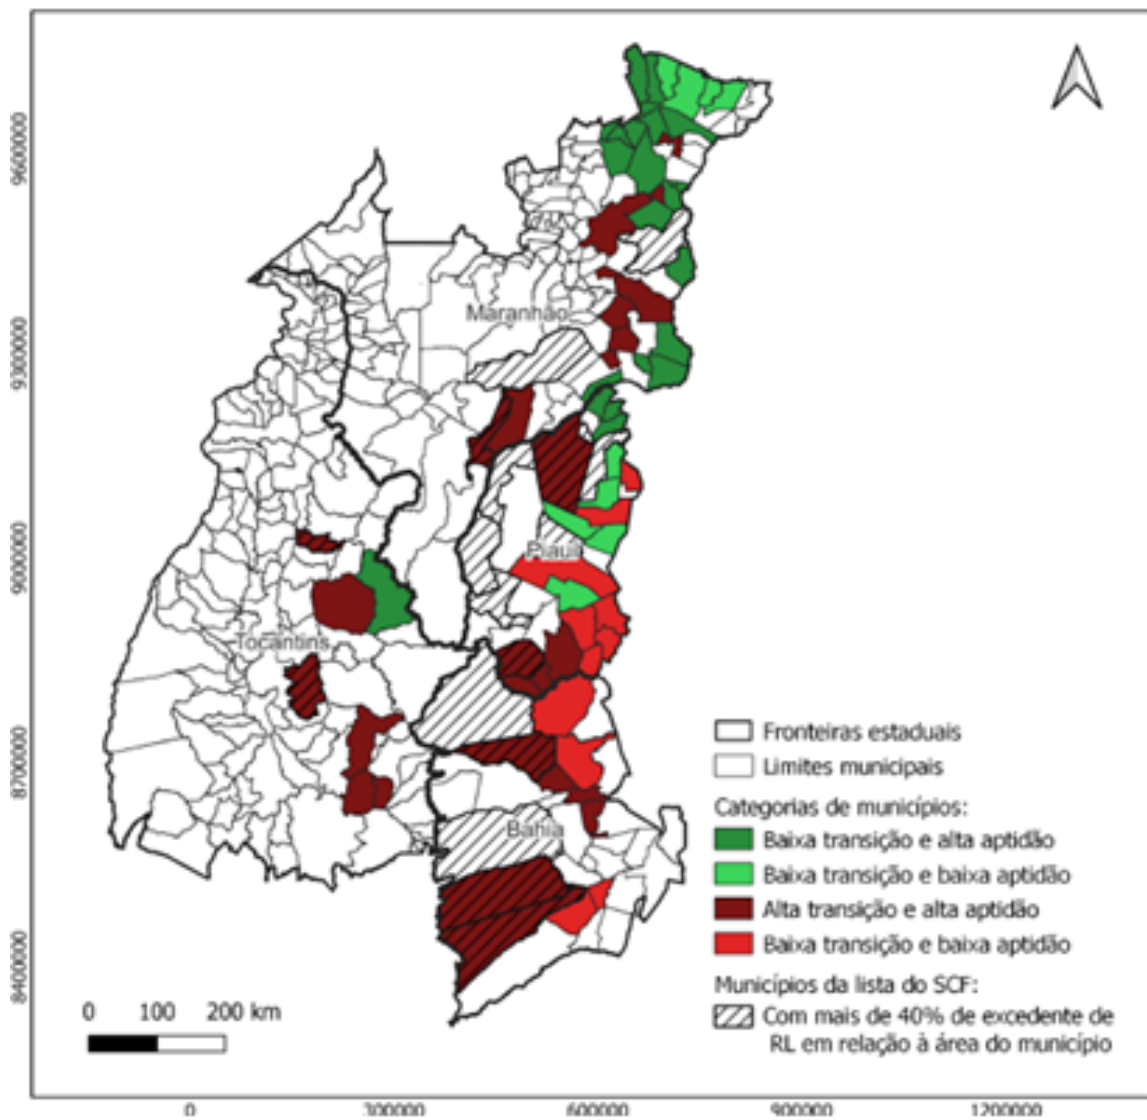 9600000
9300000
9000000
8700000
8400000
Maranhão
Piauí
Tocantins
Bahia
Fronteiras estaduais
Limites municipais
Categorias de municípios:
Baixa transição e alta aptidão
Baixa transição e baixa aptidão
Alta transição e alta aptidão
Baixa transição e baixa aptidão
Municípios da lista do SCF:
Com mais de 40% de excedente de
RL em relação à área do município
0 100 200 km
0 300000 600000 900000 1200000